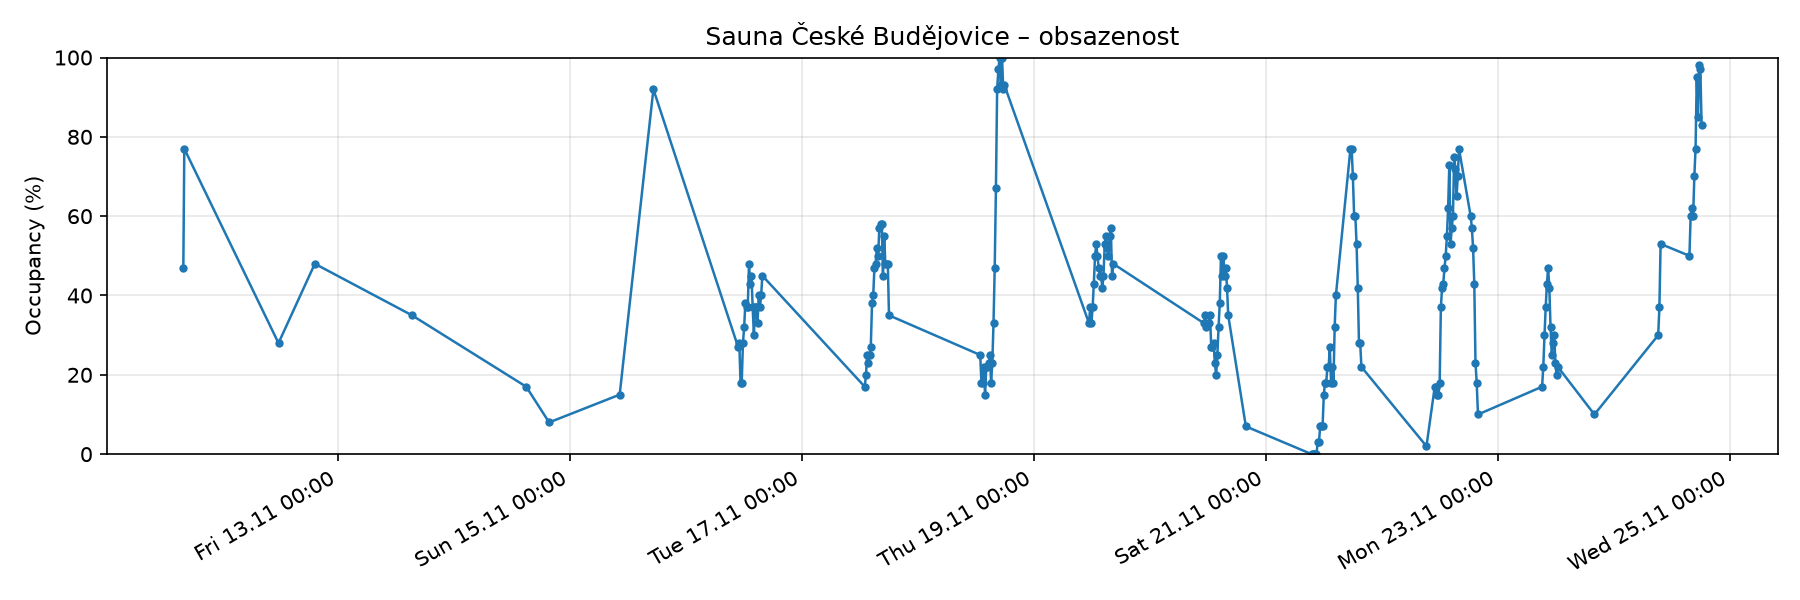 Sauna České Budějovice – obsazenost
Occupancy (%)
100
80
60
40
20
0
Fri 13.11 00:00
Sun 15.11 00:00
Tue 17.11 00:00
Thu 19.11 00:00
Sat 21.11 00:00
Mon 23.11 00:00
Wed 25.11 00:00